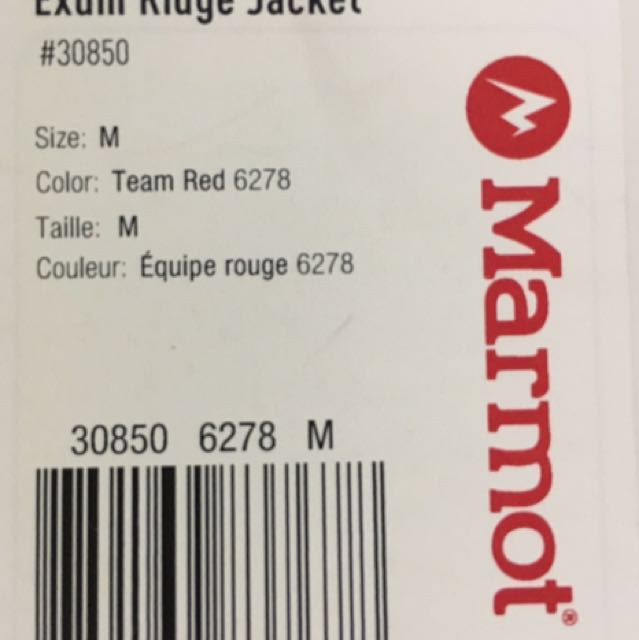 Exum Ridge Jacket
#30850
Size: M
Color: Team Red 6278
Taille: M
Couleur: Équipe rouge 6278
30850 6278 M
Marmot®